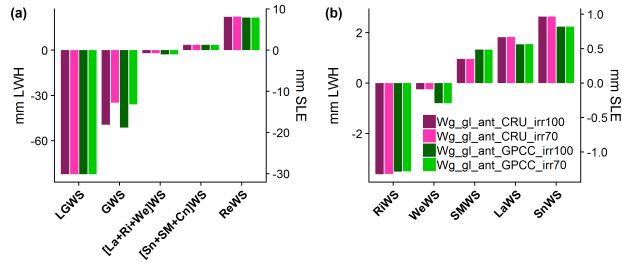 (a)
mm LWH
0
-30
-60
10
0
-10
-20
-30
mm SLE
LGWS
GWS
[La+Ri+We]WS
[Sn+SM+Cn]WS
ReWS
(b)
mm LWH
2
0
-2
1.0
0.5
0.0
-0.5
-1.0
mm SLE
Wg_gl_ant_CRU_irr100
Wg_gl_ant_CRU_irr70
Wg_gl_ant_GPCC_irr100
Wg_gl_ant_GPCC_irr70
RiWS
WeWS
SMWS
LaWS
SnWS